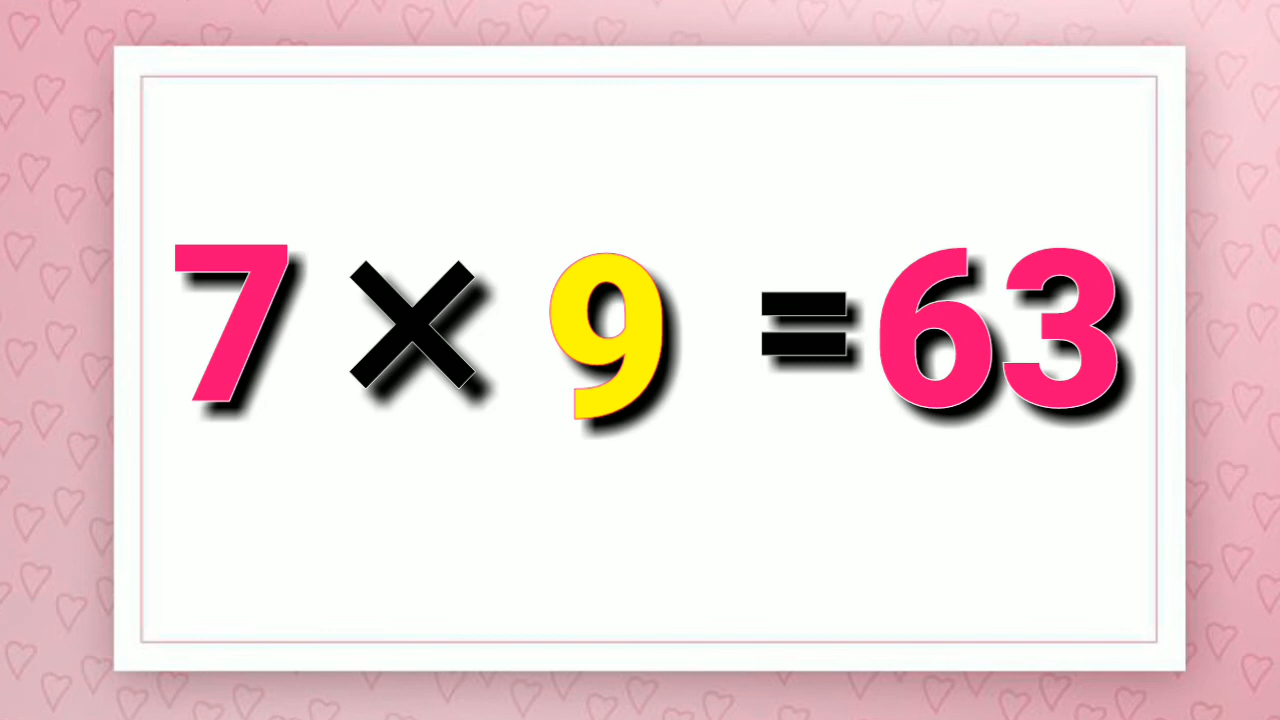 7 × 9 = 63